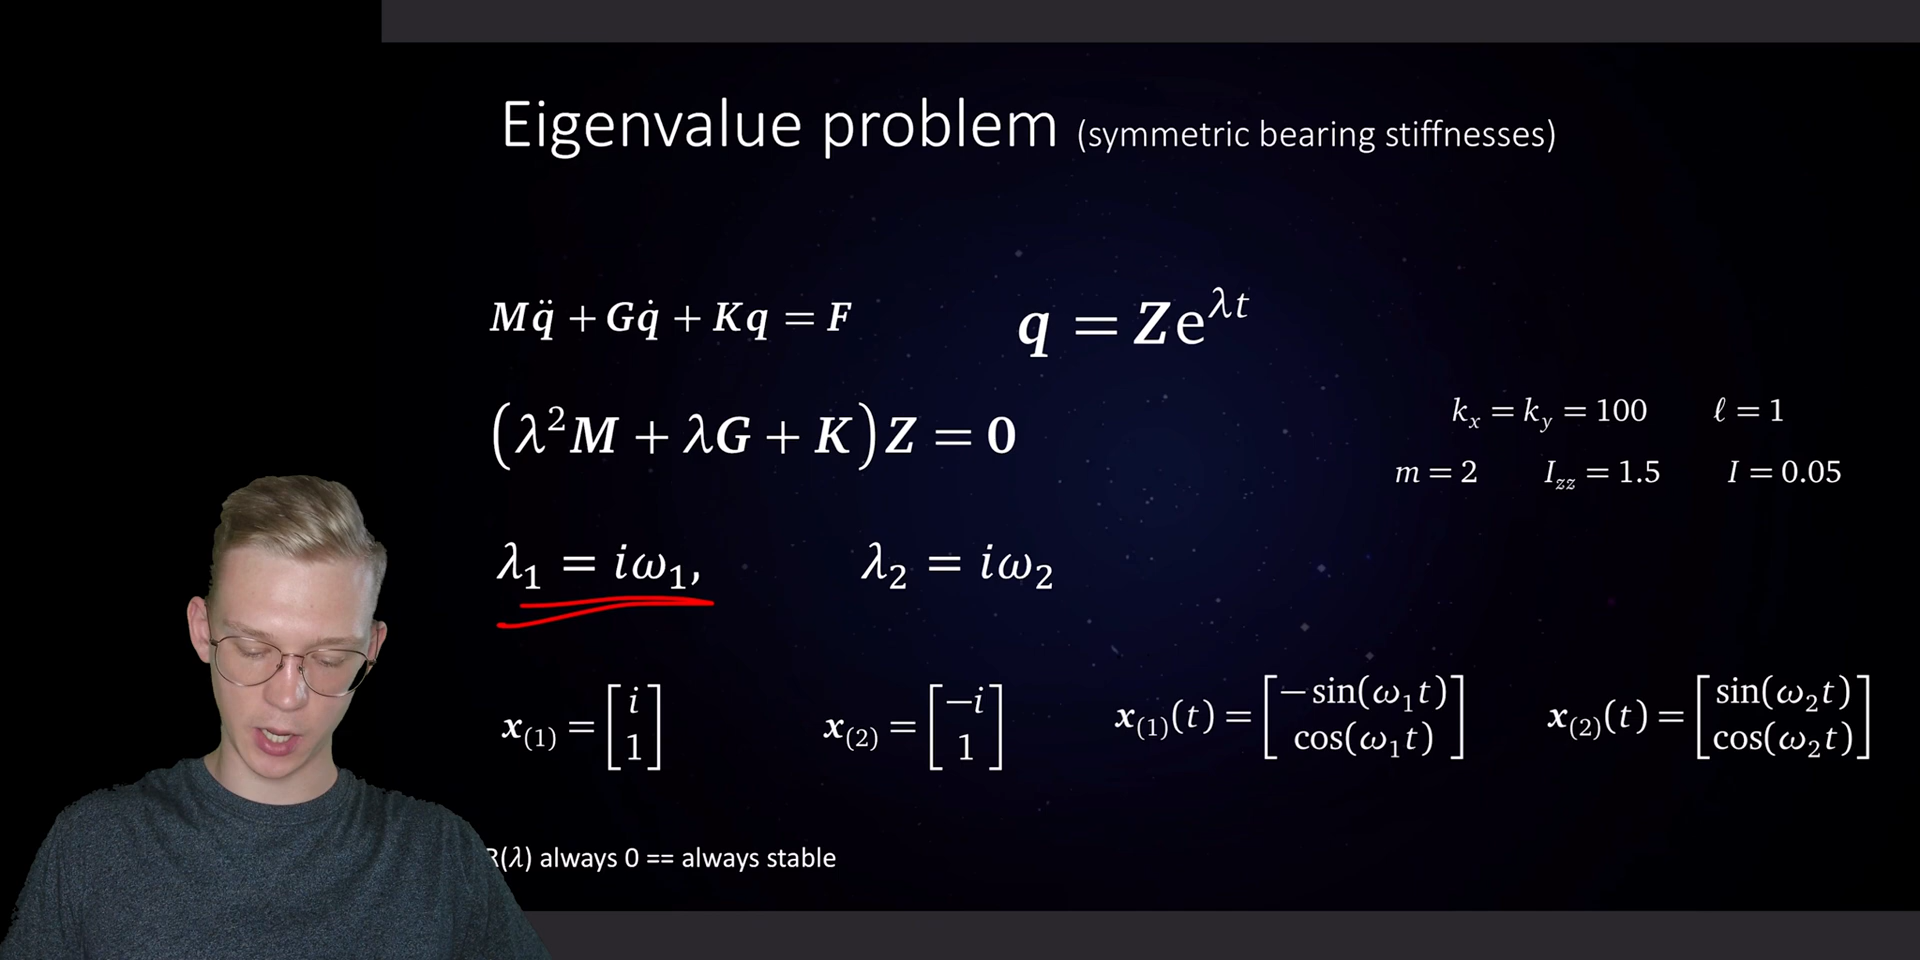 Eigenvalue problem (symmetric bearing stiffnesses)
Mq̈ + Gq̇ + Kq = F
q = Ze^{λt}
(λ²M + λG + K)Z = 0
k_x = k_y = 100 ℓ = 1
m = 2 I_{zz} = 1.5 I = 0.05
λ₁ = iω₁, λ₂ = iω₂
x₍₁₎ = [i; 1] x₍₂₎ = [−i; 1] x₍₁₎(t) = [−sin(ω₁t); cos(ω₁t)] x₍₂₎(t) = [sin(ω₂t); cos(ω₂t)]
(λ) always 0 == always stable